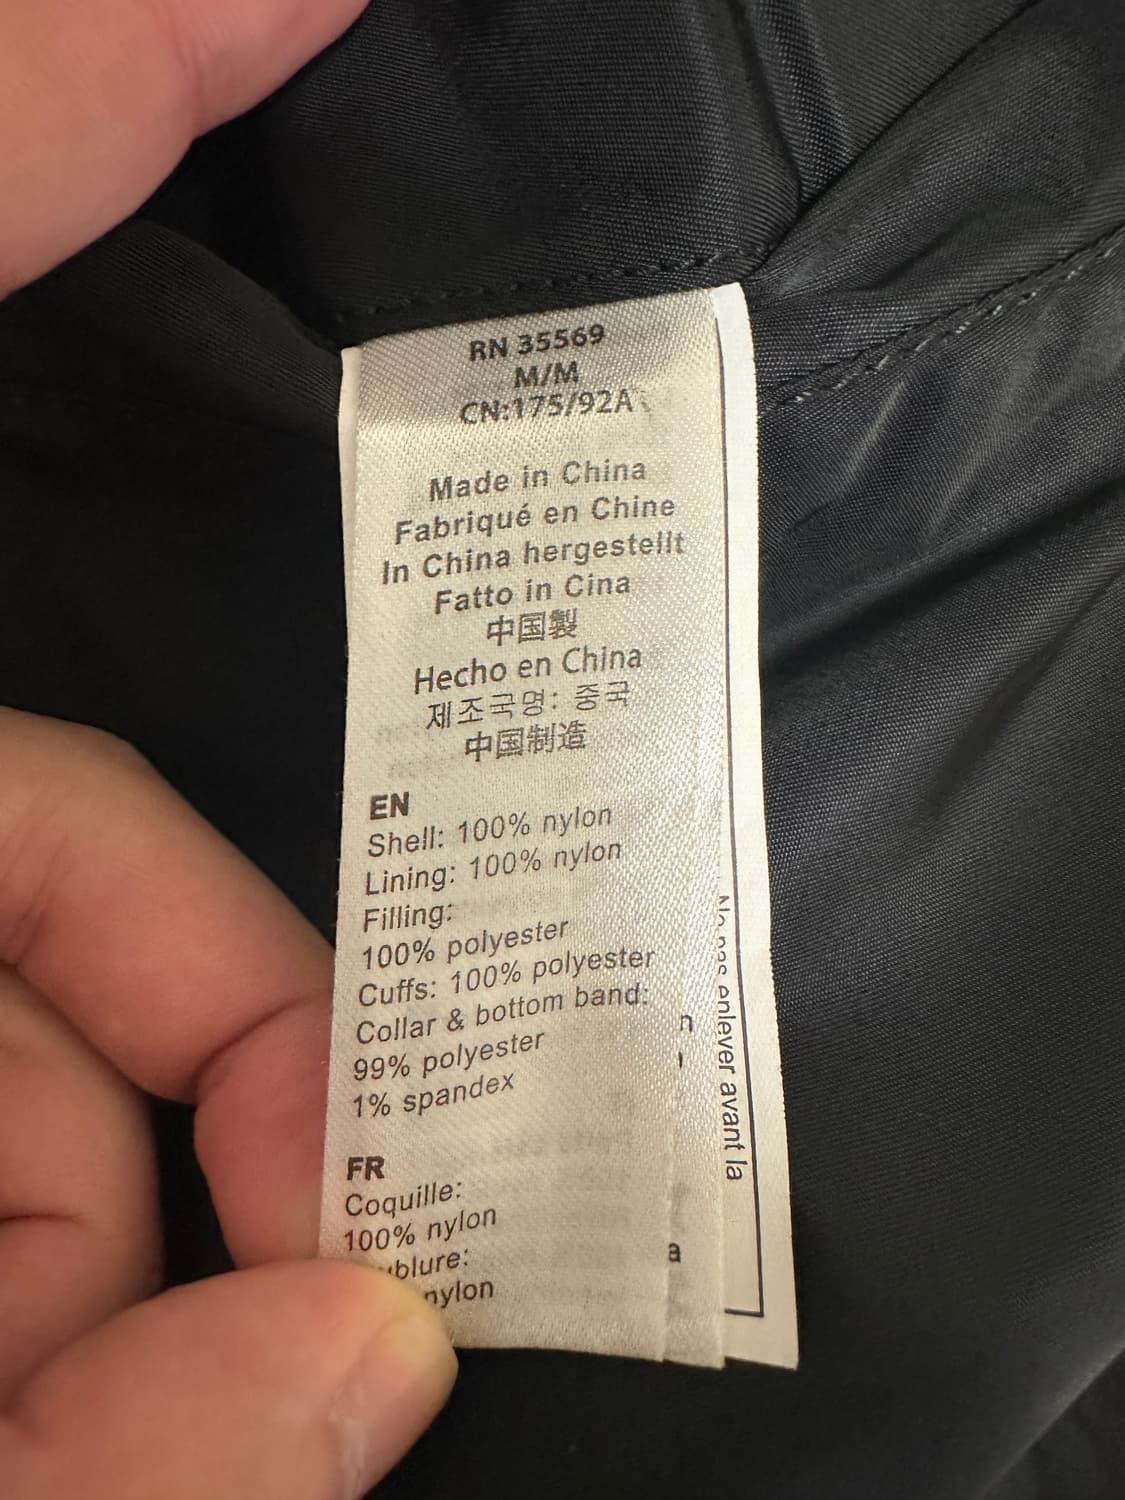 RN 35569
M/M
CN:175/92A
Made in China
Fabriqué en Chine
In China hergestellt
Fatto in Cina
中国製
Hecho en China
제조국명: 중국
中国制造
EN
Shell: 100% nylon
Lining: 100% nylon
Filling:
100% polyester
Cuffs: 100% polyester
Collar & bottom band:
99% polyester
1% spandex
FR
Coquille:
100% nylon
nylon
n
a
enlever avant la